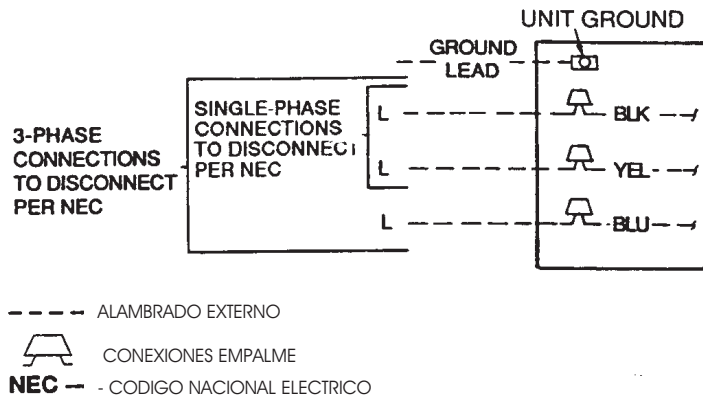 UNIT GROUND
GROUND
LEAD
3-PHASE
CONNECTIONS
TO DISCONNECT
PER NEC
SINGLE-PHASE
CONNECTIONS
TO DISCONNECT
PER NEC
L
BLK
L
YEL
L
BLU
ALAMBRADO EXTERNO
CONEXIONES EMPALME
NEC — - CODIGO NACIONAL ELECTRICO